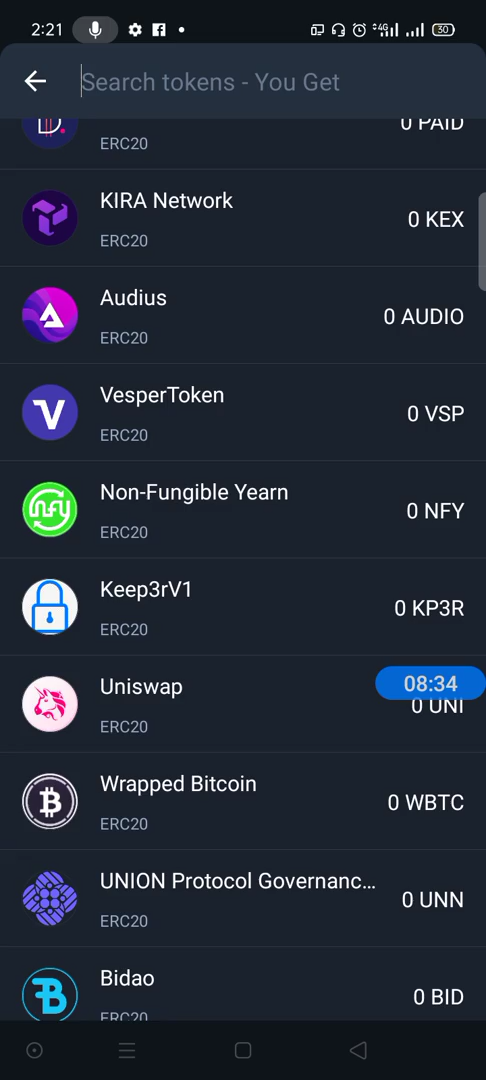 2:21
4G
30
Search tokens - You Get
0 PAID
ERC20
KIRA Network
0 KEX
ERC20
Audius
0 AUDIO
ERC20
VesperToken
0 VSP
ERC20
Non-Fungible Yearn
0 NFY
ERC20
Keep3rV1
0 KP3R
ERC20
Uniswap
08:34
0 UNI
ERC20
Wrapped Bitcoin
0 WBTC
ERC20
UNION Protocol Governanc...
0 UNN
ERC20
Bidao
0 BID
ERC20